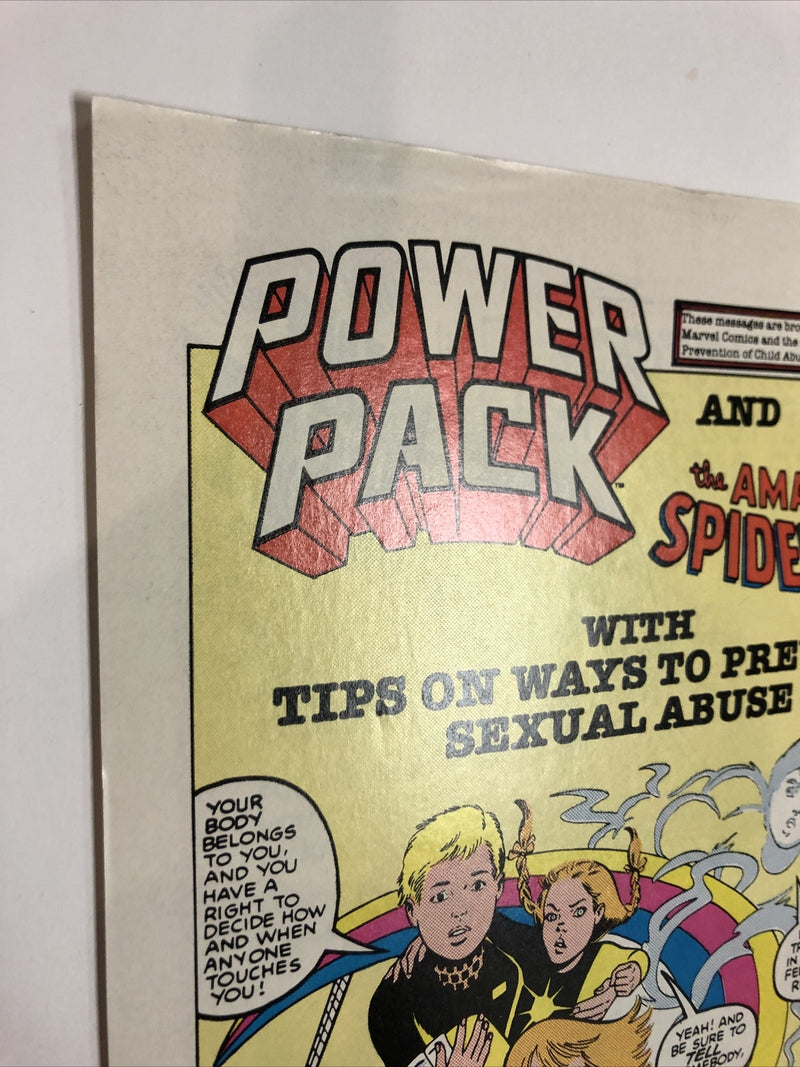 POWER
PACK
™
These messages are bro
Marvel Comics and the
Prevention of Child Abu
AND
the AMA
SPIDE
WITH
TIPS ON WAYS TO PRE
SEXUAL ABUSE
YOUR
BODY
BELONGS
TO YOU,
AND YOU
HAVE A
RIGHT TO
DECIDE HOW
AND WHEN
ANYONE
TOUCHES
YOU!
YEAH! AND
BE SURE TO
TELL
MEBODY,